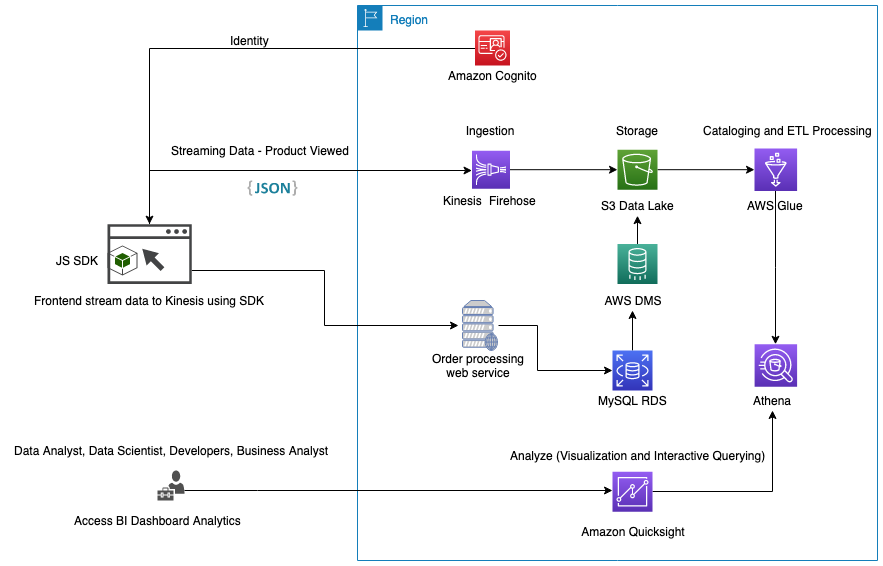 Region
Identity
Amazon Cognito
Ingestion
Storage
Cataloging and ETL Processing
Streaming Data - Product Viewed
{JSON}
Kinesis Firehose
S3 Data Lake
AWS Glue
JS SDK
Frontend stream data to Kinesis using SDK
AWS DMS
Order processing
web service
MySQL RDS
Athena
Data Analyst, Data Scientist, Developers, Business Analyst
Analyze (Visualization and Interactive Querying)
Access BI Dashboard Analytics
Amazon Quicksight